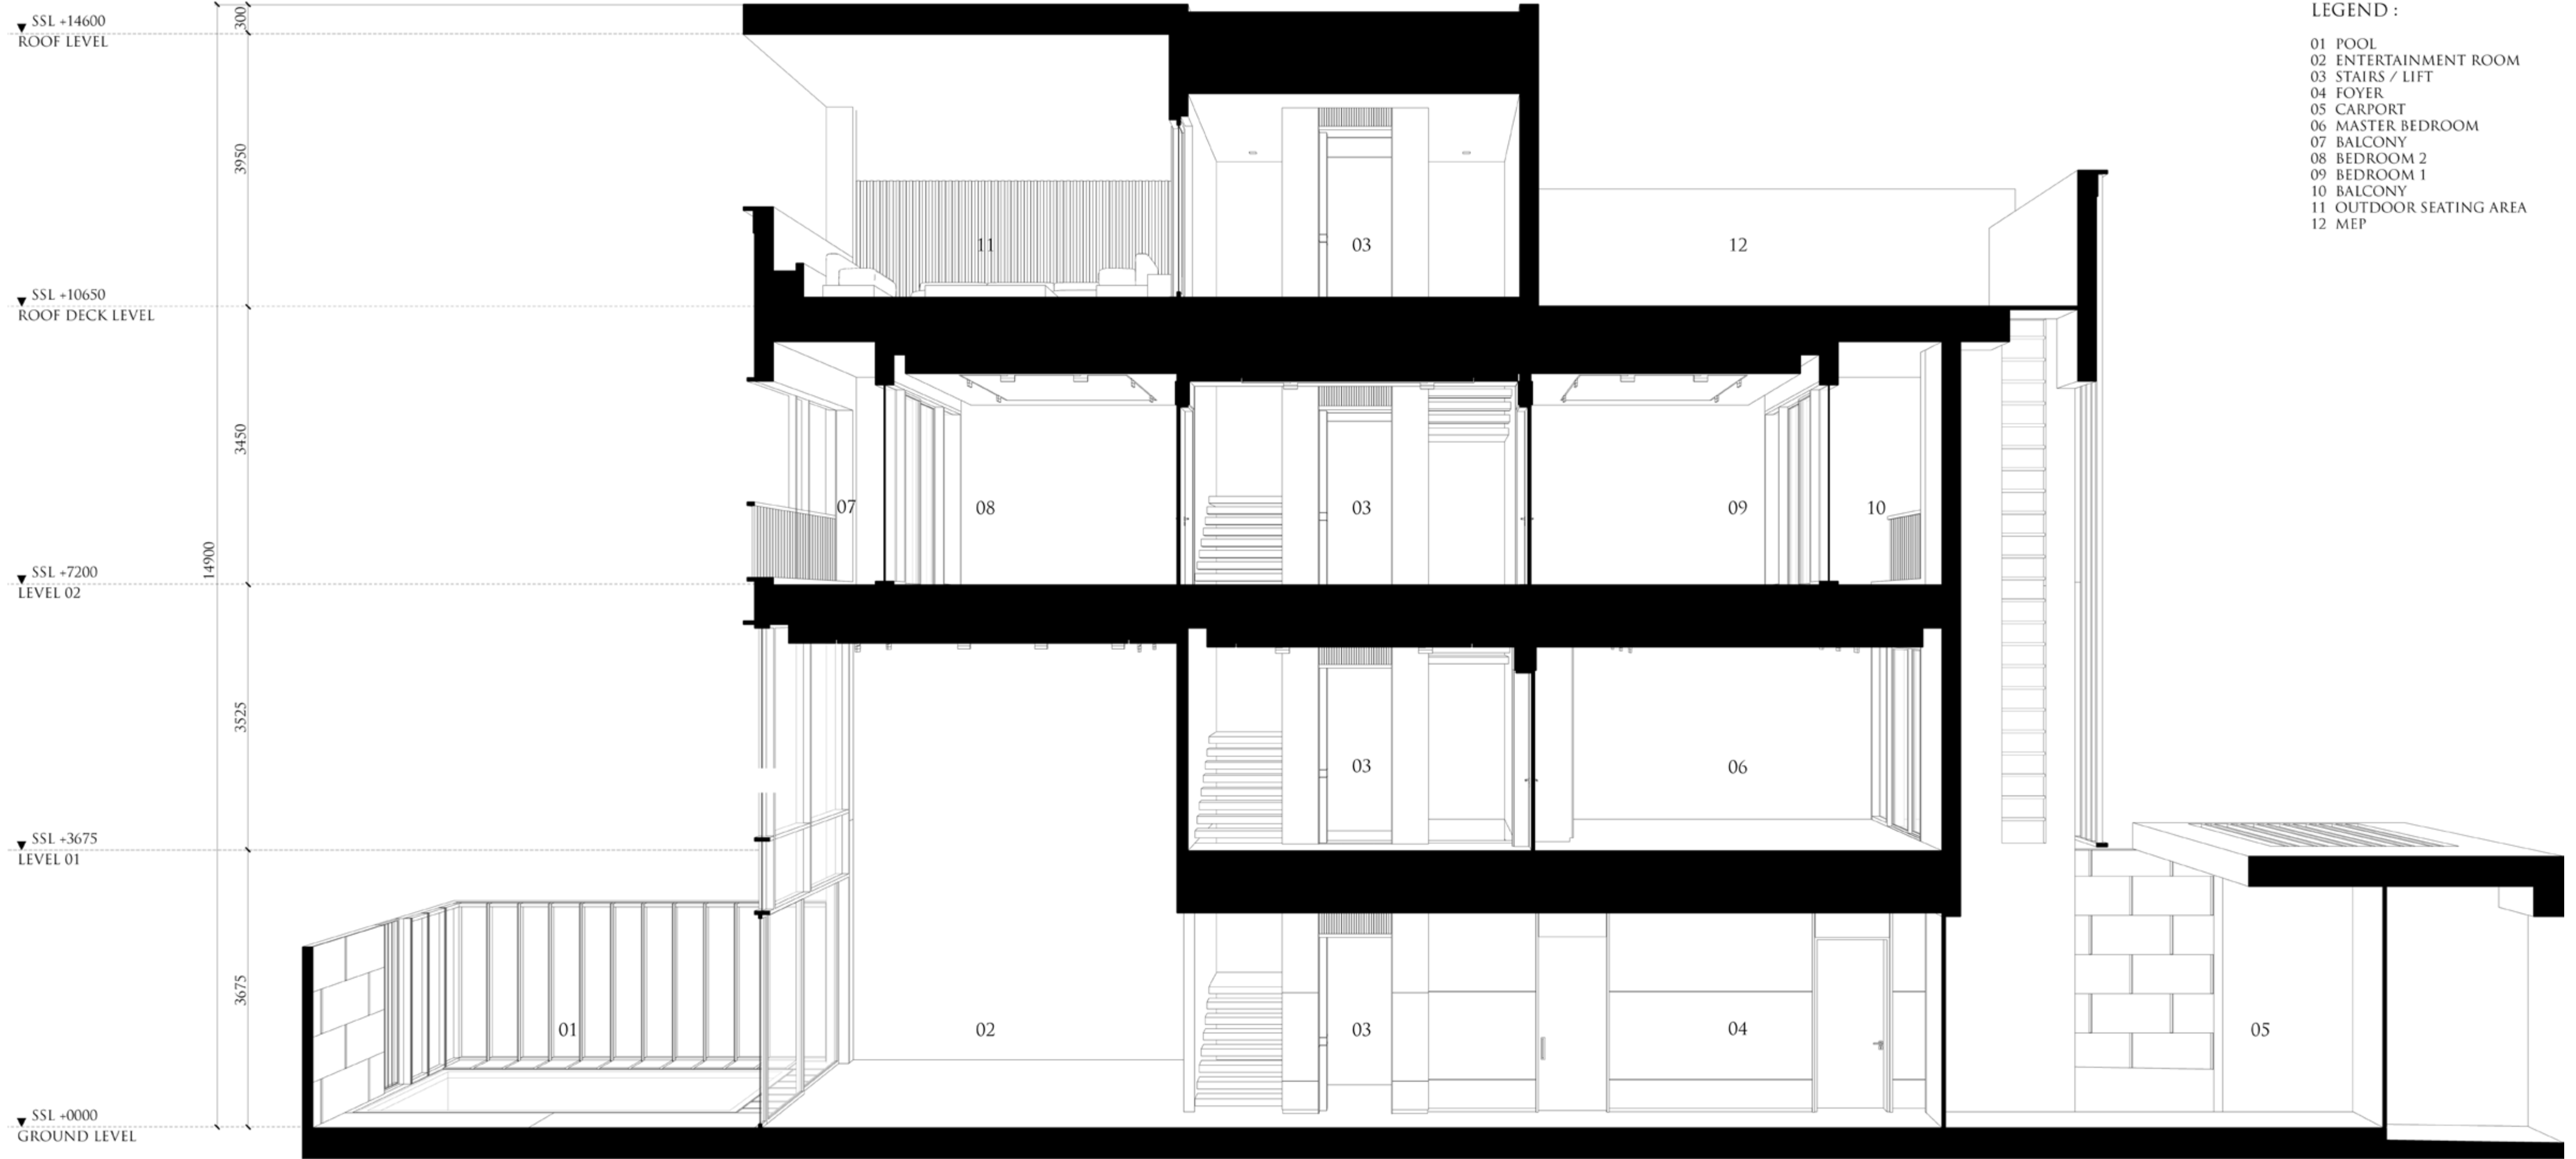 SSL +14600
ROOF LEVEL
300
3950
SSL +10650
ROOF DECK LEVEL
3450
14900
SSL +7200
LEVEL 02
3525
SSL +3675
LEVEL 01
3675
SSL +0000
GROUND LEVEL
11
03
12
07
08
03
09
10
03
06
01
02
03
04
05
LEGEND :
01 POOL
02 ENTERTAINMENT ROOM
03 STAIRS / LIFT
04 FOYER
05 CARPORT
06 MASTER BEDROOM
07 BALCONY
08 BEDROOM 2
09 BEDROOM 1
10 BALCONY
11 OUTDOOR SEATING AREA
12 MEP